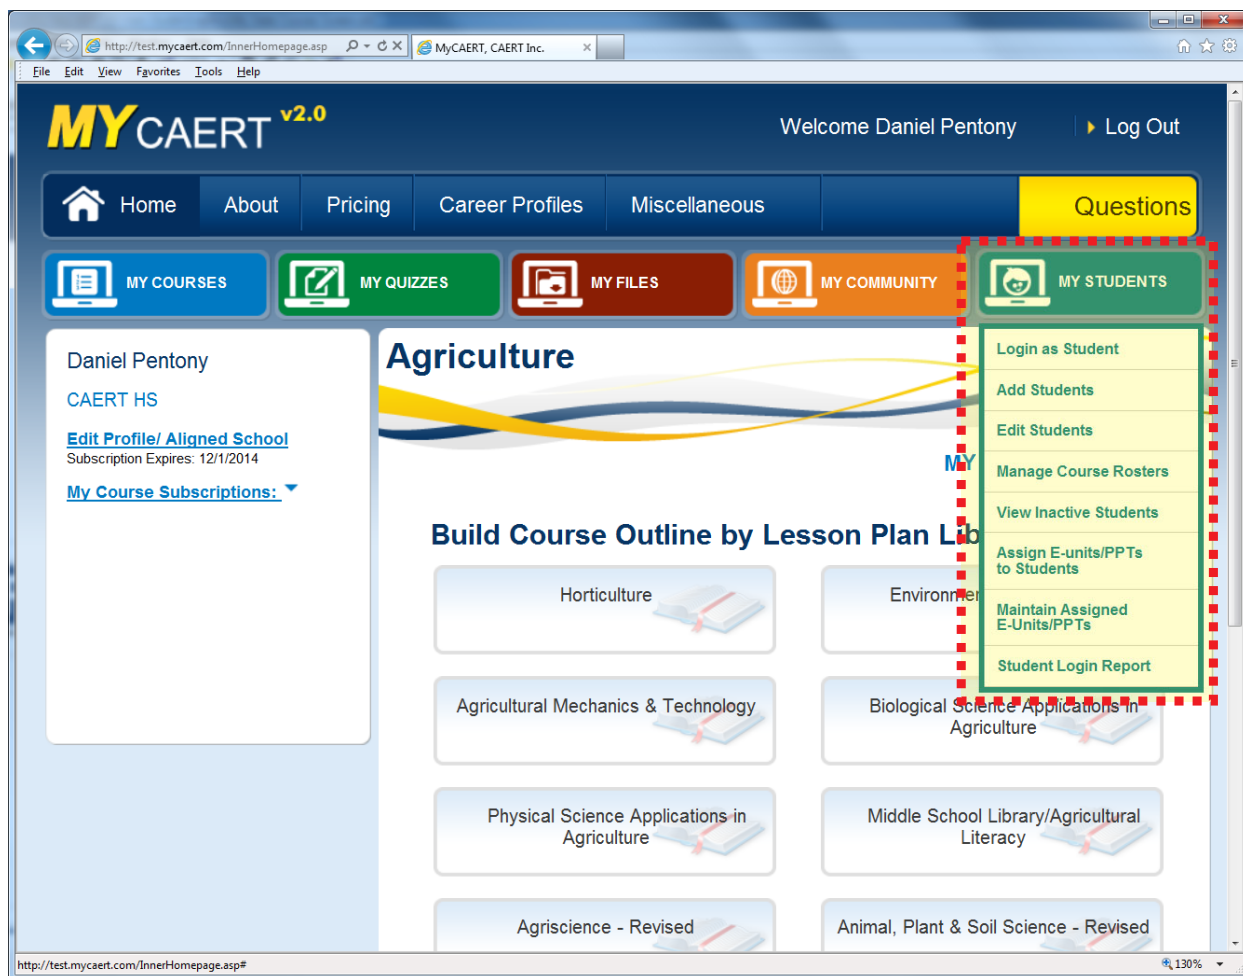 http://test.mycaert.com/InnerHomepage.asp
MyCAERT, CAERT Inc.
File Edit View Favorites Tools Help
MYCAERT v2.0
Welcome Daniel Pentony
Log Out
Home About Pricing Career Profiles Miscellaneous Questions
MY COURSES MY QUIZZES MY FILES MY COMMUNITY MY STUDENTS
Daniel Pentony
CAERT HS
Edit Profile/ Aligned School
Subscription Expires: 12/1/2014
My Course Subscriptions:
Agriculture
MY
Login as Student
Add Students
Edit Students
Manage Course Rosters
View Inactive Students
Assign E-units/PPTs
to Students
Maintain Assigned
E-Units/PPTs
Student Login Report
Build Course Outline by Lesson Plan Lib
Horticulture
Environmen
Agricultural Mechanics & Technology
Biological Science Applications in
Agriculture
Physical Science Applications in
Agriculture
Middle School Library/Agricultural
Literacy
Agriscience - Revised
Animal, Plant & Soil Science - Revised
http://test.mycaert.com/InnerHomepage.asp#
130%